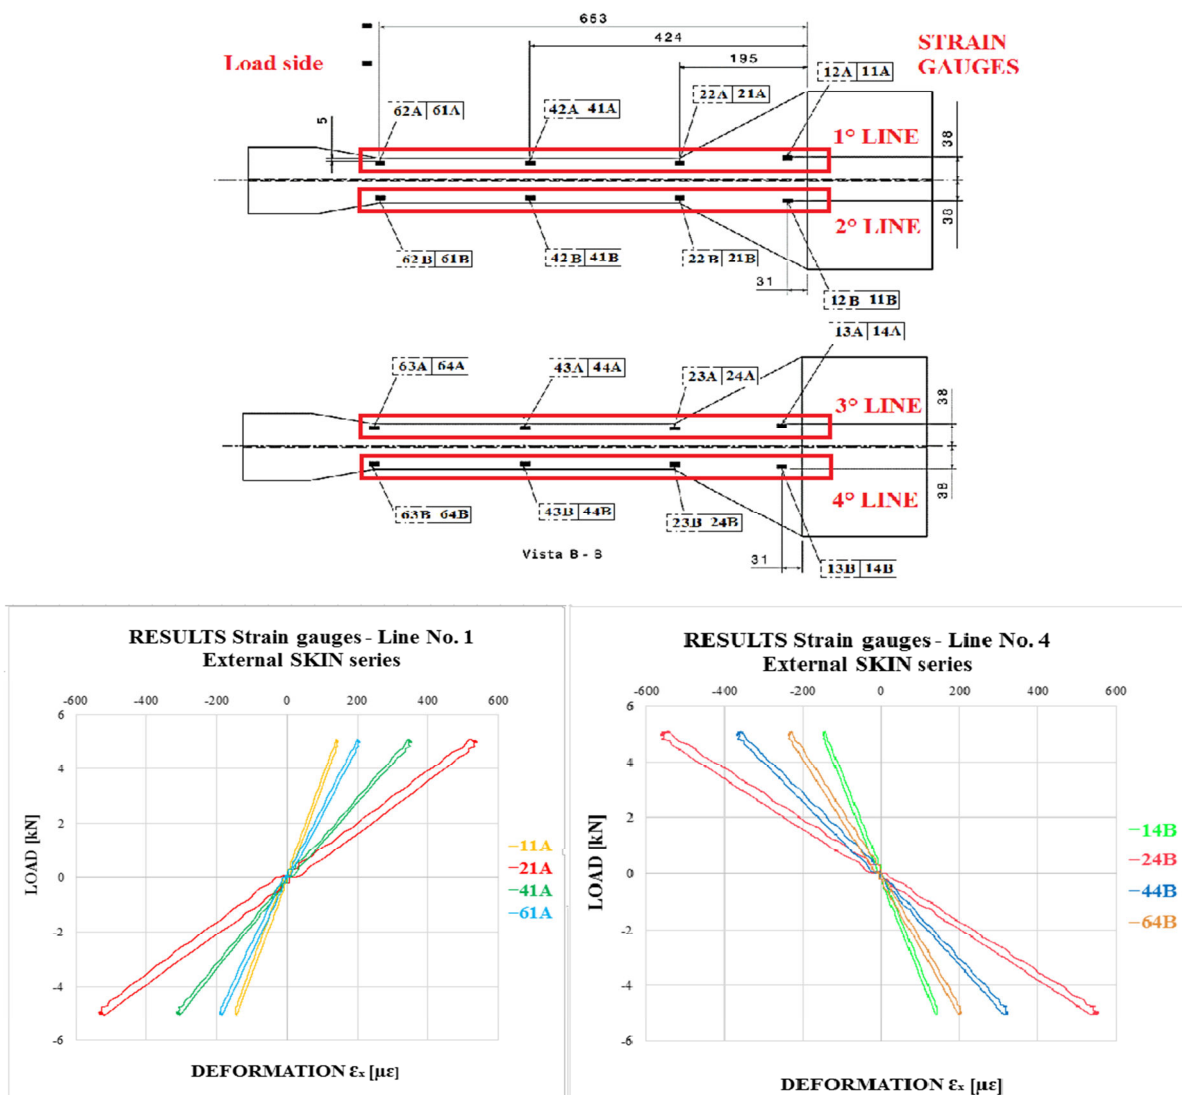 653
424
195
Load side
STRAIN
GAUGES
12A 11A
22A 21A
62A 61A
42A 41A
5
1° LINE
38
2° LINE
38
62B 61B
42B 41B
22B 21B
31
12B 11B
13A 14A
63A 64A
43A 44A
23A 24A
3° LINE
38
4° LINE
38
63B 64B
43B 44B
23B 24B
Vista B - B
31
13B 14B
RESULTS Strain gauges - Line No. 1
External SKIN series
-600 -400 -200 0 200 400 600
6
4
2
0
-2
-4
-6
LOAD [kN]
−11A
−21A
−41A
−61A
DEFORMATION εx [με]
RESULTS Strain gauges - Line No. 4
External SKIN series
-600 -400 -200 0 200 400 600
6
4
2
0
-2
-4
-6
LOAD [kN]
−14B
−24B
−44B
−64B
DEFORMATION εx [με]